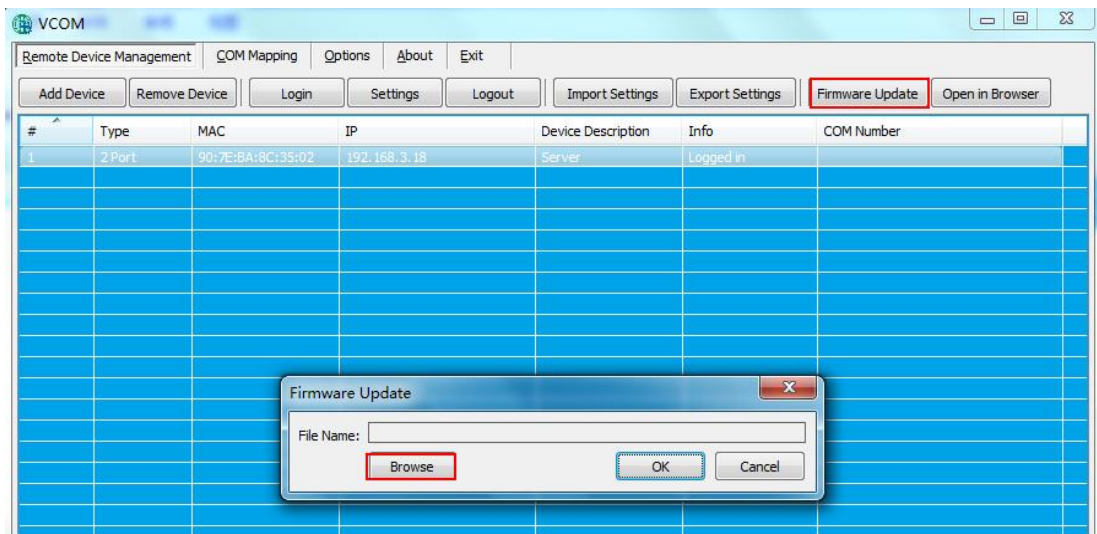 VCOM
Remote Device Management COM Mapping Options About Exit
Add Device Remove Device Login Settings Logout Import Settings Export Settings Firmware Update Open in Browser
# Type MAC IP Device Description Info COM Number
1 2 Port 90:7E:BA:8C:35:02 192.168.3.18 Server Logged in
Firmware Update
File Name:
Browse OK Cancel